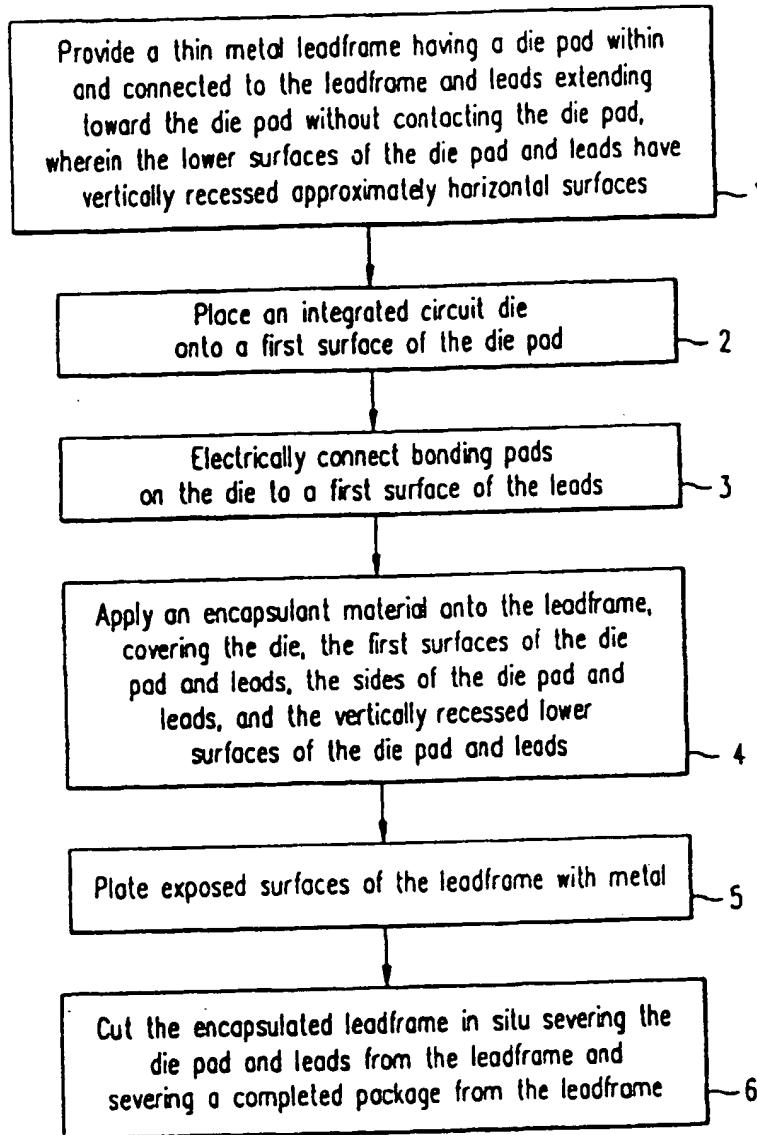 Provide a thin metal leadframe having a die pad within
and connected to the leadframe and leads extending
toward the die pad without contacting the die pad,
wherein the lower surfaces of the die pad and leads have
vertically recessed approximately horizontal surfaces
Place an integrated circuit die
onto a first surface of the die pad
2
Electrically connect bonding pads
on the die to a first surface of the leads
3
Apply an encapsulant material onto the leadframe,
covering the die, the first surfaces of the die
pad and leads, the sides of the die pad and
leads, and the vertically recessed lower
surfaces of the die pad and leads
4
Plate exposed surfaces of the leadframe with metal
5
Cut the encapsulated leadframe in situ severing the
die pad and leads from the leadframe and
severing a completed package from the leadframe
6